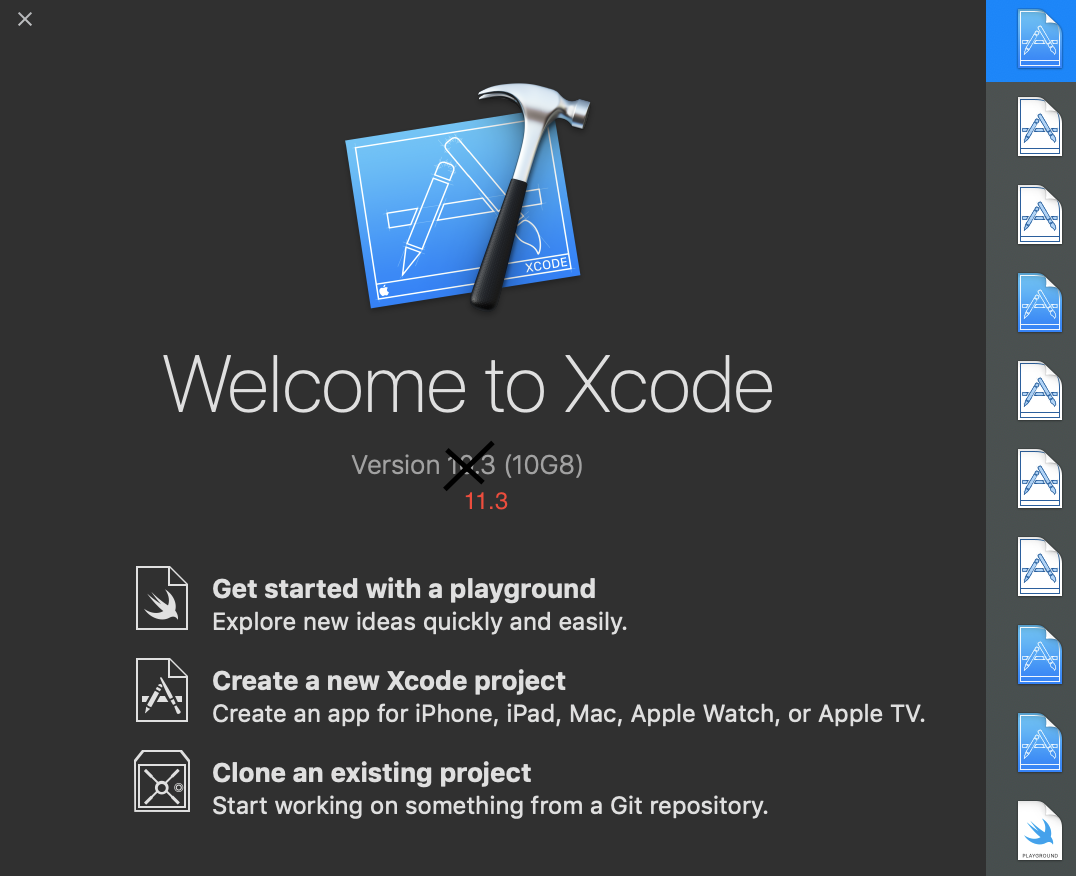 XCODE
Welcome to Xcode
Version 10.3 (10G8)
11.3
Get started with a playground
Explore new ideas quickly and easily.
Create a new Xcode project
Create an app for iPhone, iPad, Mac, Apple Watch, or Apple TV.
Clone an existing project
Start working on something from a Git repository.
PLAYGROUND